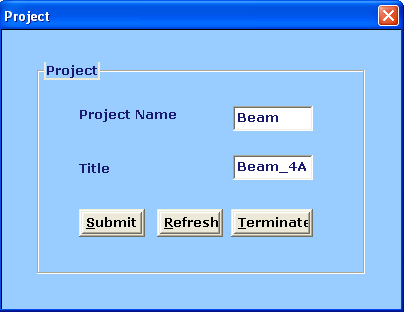 Project
Project
Project Name Beam
Title Beam_4A
Submit Refresh Terminate